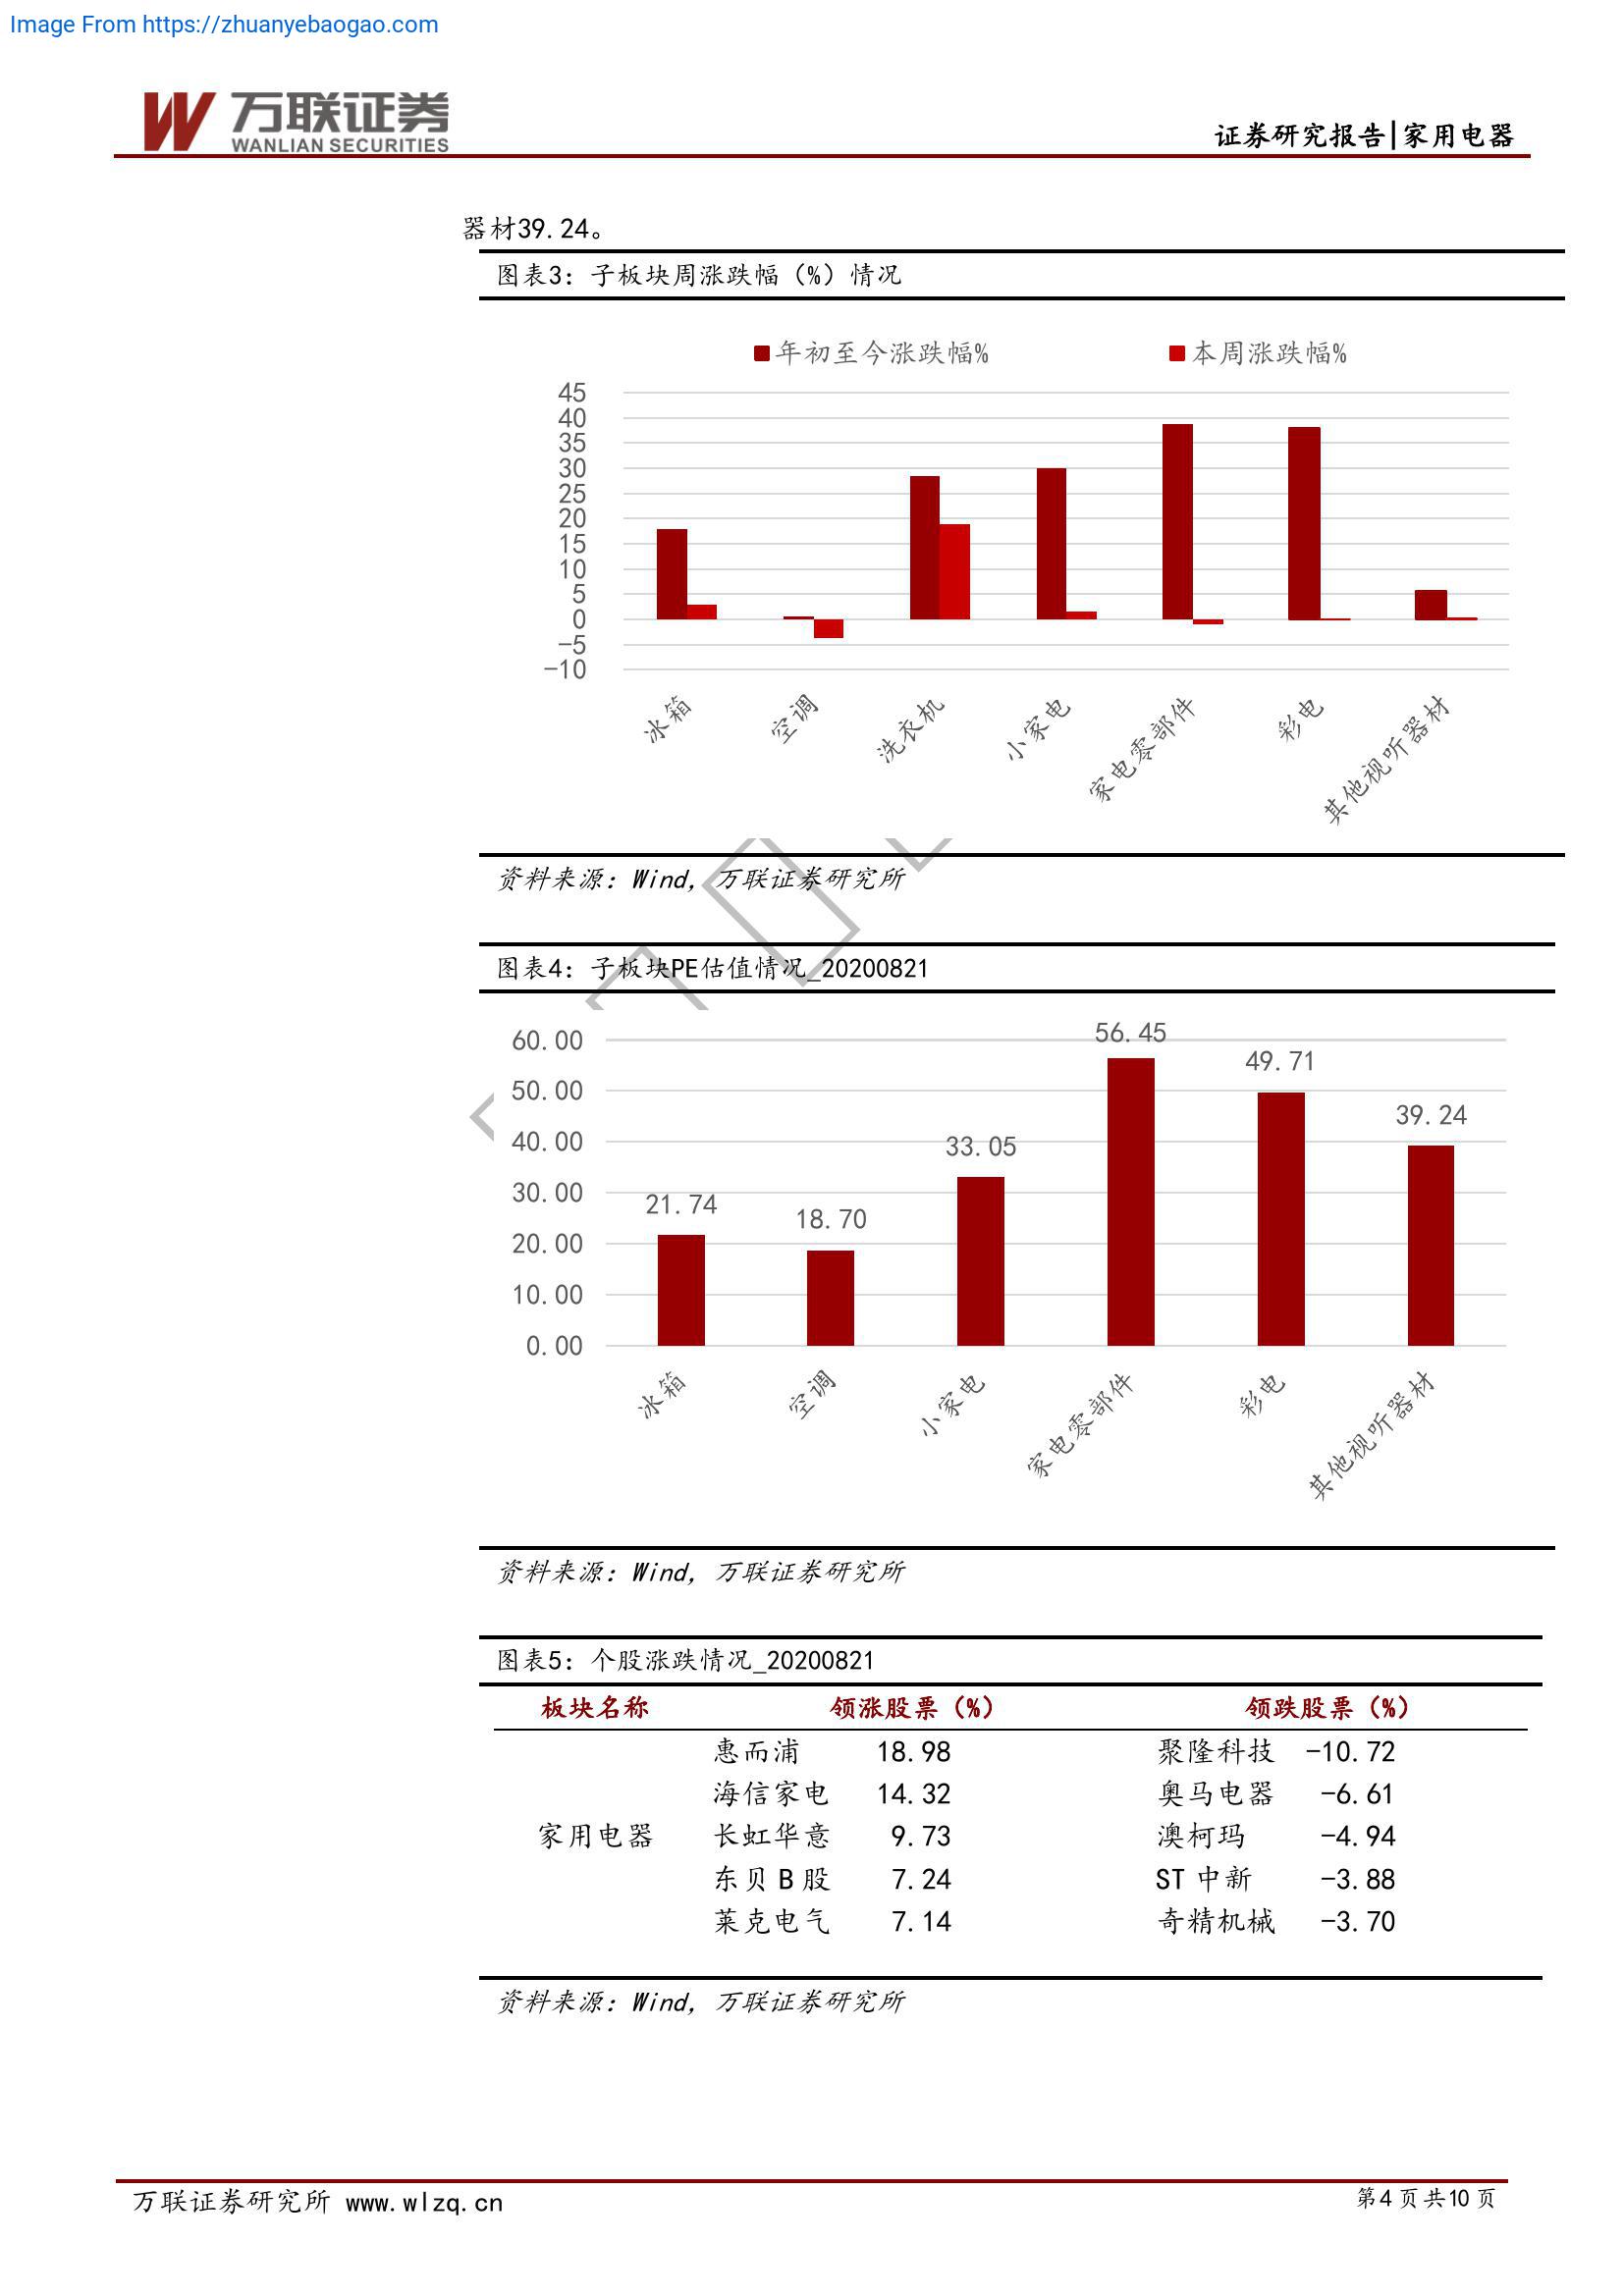 Image From https://zhuanyebaogao.com
万联证券
WANLIAN SECURITIES
证券研究报告|家用电器
器材39.24。
图表3：子板块周涨跌幅（%）情况
年初至今涨跌幅% 本周涨跌幅%
45
40
35
30
25
20
15
10
5
0
-5
-10
冰箱 空调 洗衣机 小家电 家电零部件 彩电 其他视听器材
资料来源：Wind，万联证券研究所
图表4：子板块PE估值情况_20200821
60.00
50.00
40.00
30.00
20.00
10.00
0.00
21.74 18.70 33.05 56.45 49.71 39.24
冰箱 空调 小家电 家电零部件 彩电 其他视听器材
资料来源：Wind，万联证券研究所
图表5：个股涨跌情况_20200821
板块名称 领涨股票（%） 领跌股票（%）
惠而浦 18.98 聚隆科技 -10.72
海信家电 14.32 奥马电器 -6.61
家用电器 长虹华意 9.73 澳柯玛 -4.94
东贝 B 股 7.24 ST 中新 -3.88
莱克电气 7.14 奇精机械 -3.70
资料来源：Wind，万联证券研究所
万联证券研究所 www.wlzq.cn 第 4 页 共 10 页